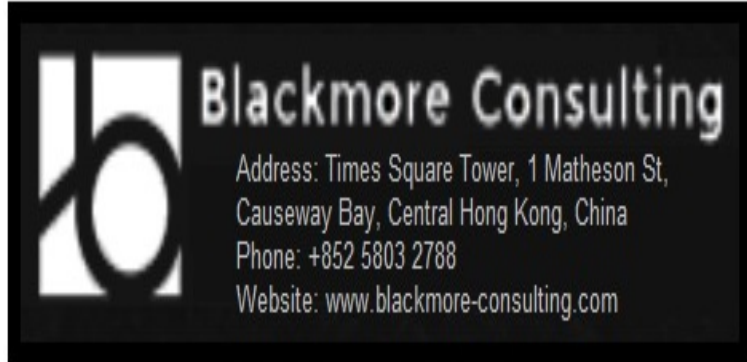 Blackmore Consulting
Address: Times Square Tower, 1 Matheson St,
Causeway Bay, Central Hong Kong, China
Phone: +852 5803 2788
Website: www.blackmore-consulting.com